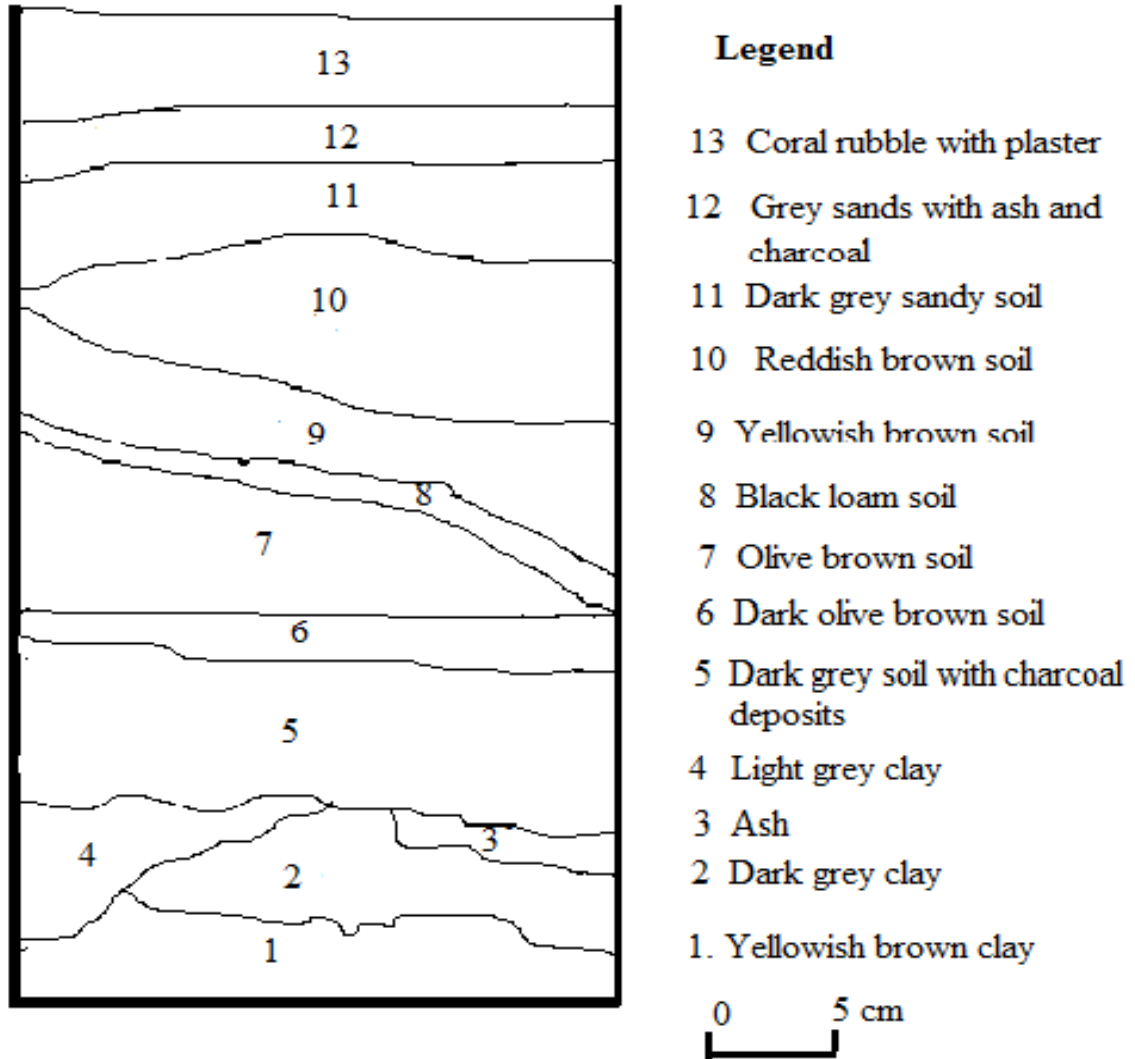 Legend
13
12
11
10
9
8
7
6
5
4
3
2
1
13 Coral rubble with plaster
12 Grey sands with ash and
charcoal
11 Dark grey sandy soil
10 Reddish brown soil
9 Yellowish brown soil
8 Black loam soil
7 Olive brown soil
6 Dark olive brown soil
5 Dark grey soil with charcoal
deposits
4 Light grey clay
3 Ash
2 Dark grey clay
1. Yellowish brown clay
0 5 cm